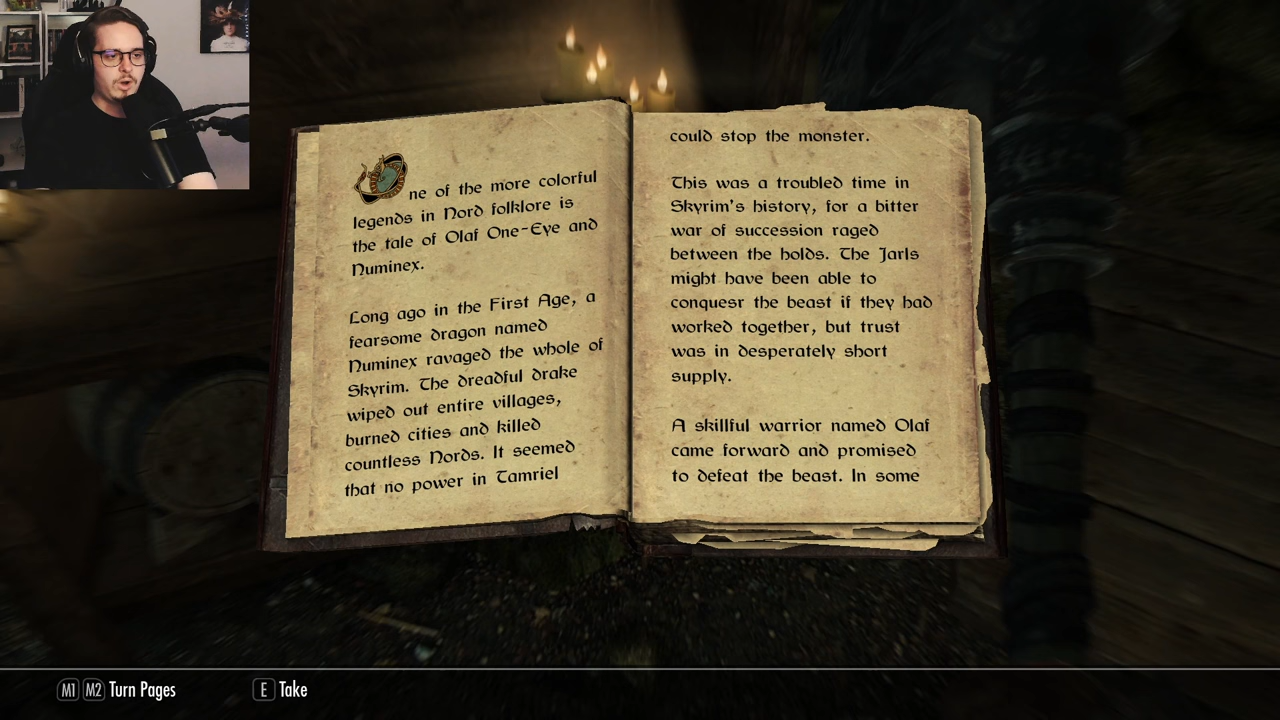 One of the more colorful
legends in Nord folklore is
the tale of Olaf One-Eye and
Numinex.
Long ago in the First Age, a
fearsome dragon named
Numinex ravaged the whole of
Skyrim. The dreadful drake
wiped out entire villages,
burned cities and killed
countless Nords. It seemed
that no power in Tamriel
could stop the monster.
This was a troubled time in
Skyrim's history, for a bitter
war of succession raged
between the holds. The Jarls
might have been able to
conquesr the beast if they had
worked together, but trust
was in desperately short
supply.
A skillful warrior named Olaf
came forward and promised
to defeat the beast. In some
M1 M2 Turn Pages
E Take